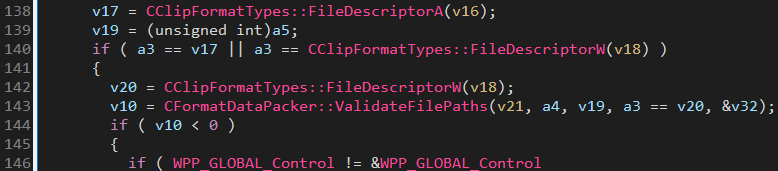 138 v17 = CClipFormatTypes::FileDescriptorA(v16);
139 v19 = (unsigned int)a5;
140 if ( a3 == v17 || a3 == CClipFormatTypes::FileDescriptorW(v18) )
141 {
142 v20 = CClipFormatTypes::FileDescriptorW(v18);
143 v10 = CFormatDataPacker::ValidateFilePaths(v21, a4, v19, a3 == v20, &v32);
144 if ( v10 < 0 )
145 {
146 if ( WPP_GLOBAL_Control != &WPP_GLOBAL_Control